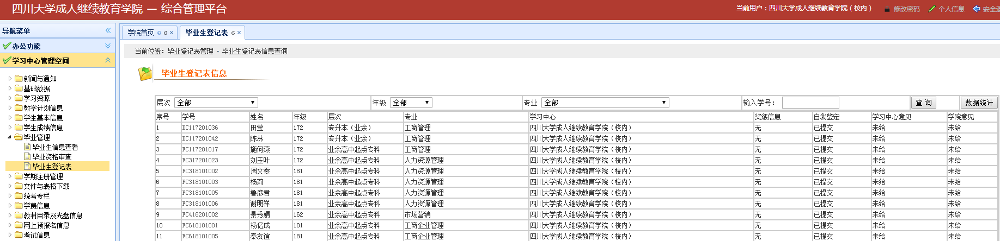 四川大学成人继续教育学院 — 综合管理平台
当前用户：四川大学成人继续教育学院（校内） 修改密码 个人信息 安全退
导航菜单
办公功能
学习中心管理空间
新闻与通知
基础数据
学习资源
教学计划信息
学生基本信息
学生成绩信息
毕业管理
毕业生信息查看
毕业资格审查
毕业生登记表
学期注册管理
文件与表格下载
统考专栏
学费信息
教材目录及光盘信息
网上预报名信息
考试信息
学院首页 毕业生登记表
当前位置：毕业登记表管理 - 毕业生登记表信息查询
毕业生登记表信息
层次 全部 年级 全部 专业 全部 输入学号： 查 询 数据统计
序号 学号 姓名 年级 层次 专业 学习中心 奖惩信息 自我鉴定 学习中心意见 学院意见
1 DC117201036 田莹 172 专升本（业余） 工商管理 四川大学成人继续教育学院（校内） 无 已提交 未给 未给
2 DC117201042 陈林 172 专升本（业余） 工商管理 四川大学成人继续教育学院（校内） 无 已提交 未给 未给
3 FC117201017 施何燕 172 业余高中起点专科 工商管理 四川大学成人继续教育学院（校内） 无 已提交 未给 未给
4 FC317201023 刘玉叶 172 业余高中起点专科 人力资源管理 四川大学成人继续教育学院（校内） 无 已提交 未给 未给
5 FC318101002 周文雯 181 业余高中起点专科 人力资源管理 四川大学成人继续教育学院（校内） 无 已提交 未给 未给
6 FC318101003 杨莉 181 业余高中起点专科 人力资源管理 四川大学成人继续教育学院（校内） 无 已提交 未给 未给
7 FC318101005 鲁彦君 181 业余高中起点专科 人力资源管理 四川大学成人继续教育学院（校内） 无 已提交 未给 未给
8 FC318101006 谢明祥 181 业余高中起点专科 人力资源管理 四川大学成人继续教育学院（校内） 无 已提交 未给 未给
9 FC416201002 景秀娟 162 业余高中起点专科 市场营销 四川大学成人继续教育学院（校内） 无 已提交 未给 未给
10 FC618101001 杨亿成 181 业余高中起点专科 工商企业管理 四川大学成人继续教育学院（校内） 无 已提交 未给 未给
11 FC618101005 秦友谊 181 业余高中起点专科 工商企业管理 四川大学成人继续教育学院（校内） 无 已提交 未给 未给